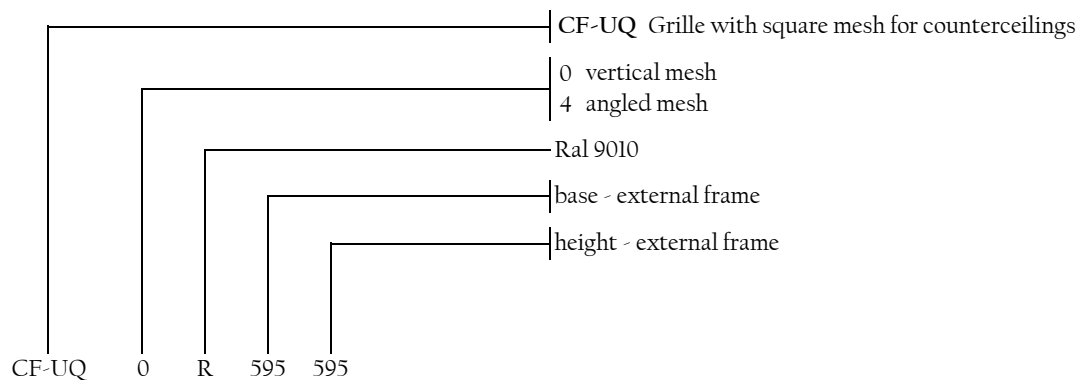 CF-UQ Grille with square mesh for counterceilings
0 vertical mesh
4 angled mesh
Ral 9010
base - external frame
height - external frame
CF-UQ 0 R 595 595